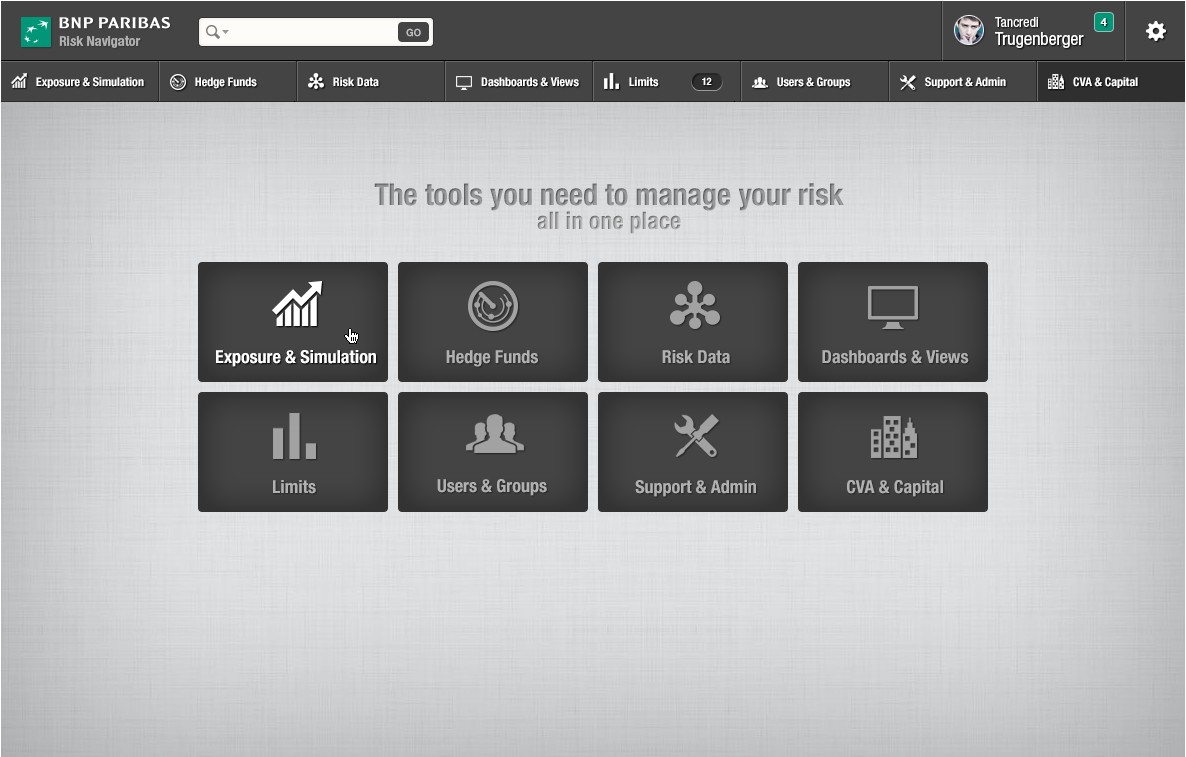 BNP PARIBAS
Risk Navigator
GO
Tancredi
Trugenberger
4
Exposure & Simulation
Hedge Funds
Risk Data
Dashboards & Views
Limits
12
Users & Groups
Support & Admin
CVA & Capital
The tools you need to manage your risk
all in one place
Exposure & Simulation
Hedge Funds
Risk Data
Dashboards & Views
Limits
Users & Groups
Support & Admin
CVA & Capital